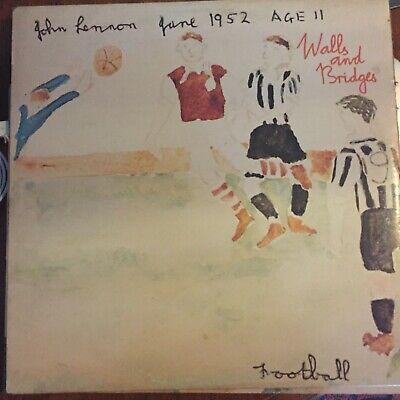 John Lennon June 1952 AGE 11
Walls
and
Bridges
Football